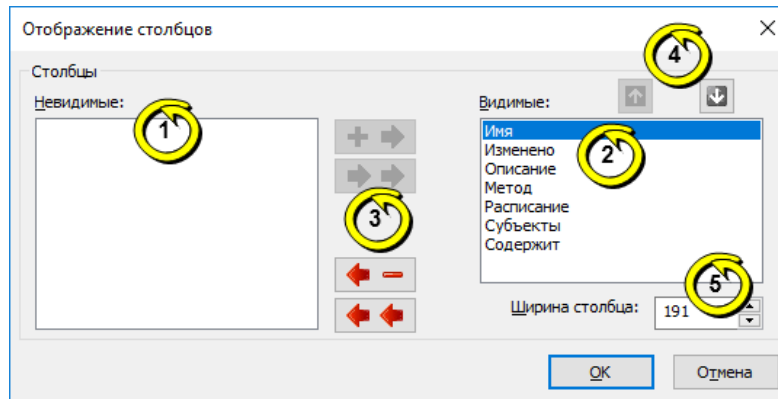 Отображение столбцов
4
Столбцы
Невидимые:
1
Видимые:
Имя
Изменено
2
Описание
Метод
Расписание
Субъекты
Содержит
3
5
Ширина столбца:
191
OK
Отмена